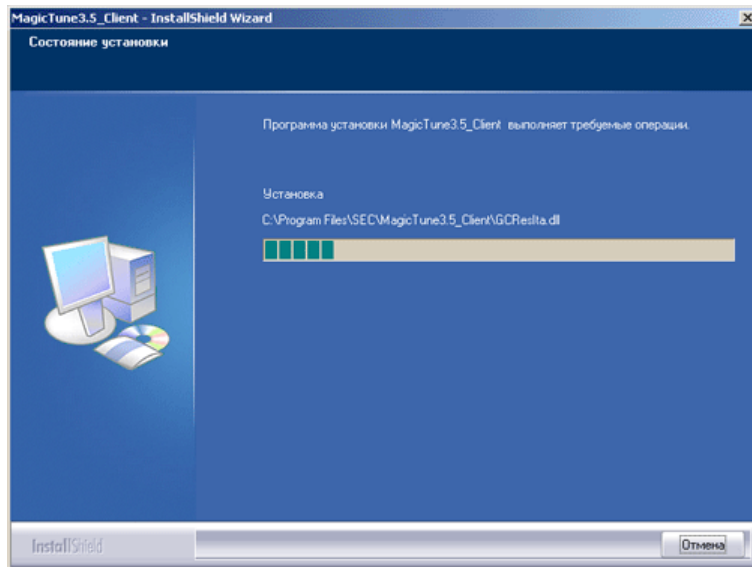 MagicTune3.5_Client - InstallShield Wizard
Состояние установки
Программа установки MagicTune3.5_Client выполняет требуемые операции.
Установка
C:\Program Files\SEC\MagicTune3.5_Client\GCResIta.dll
InstallShield
Отмена